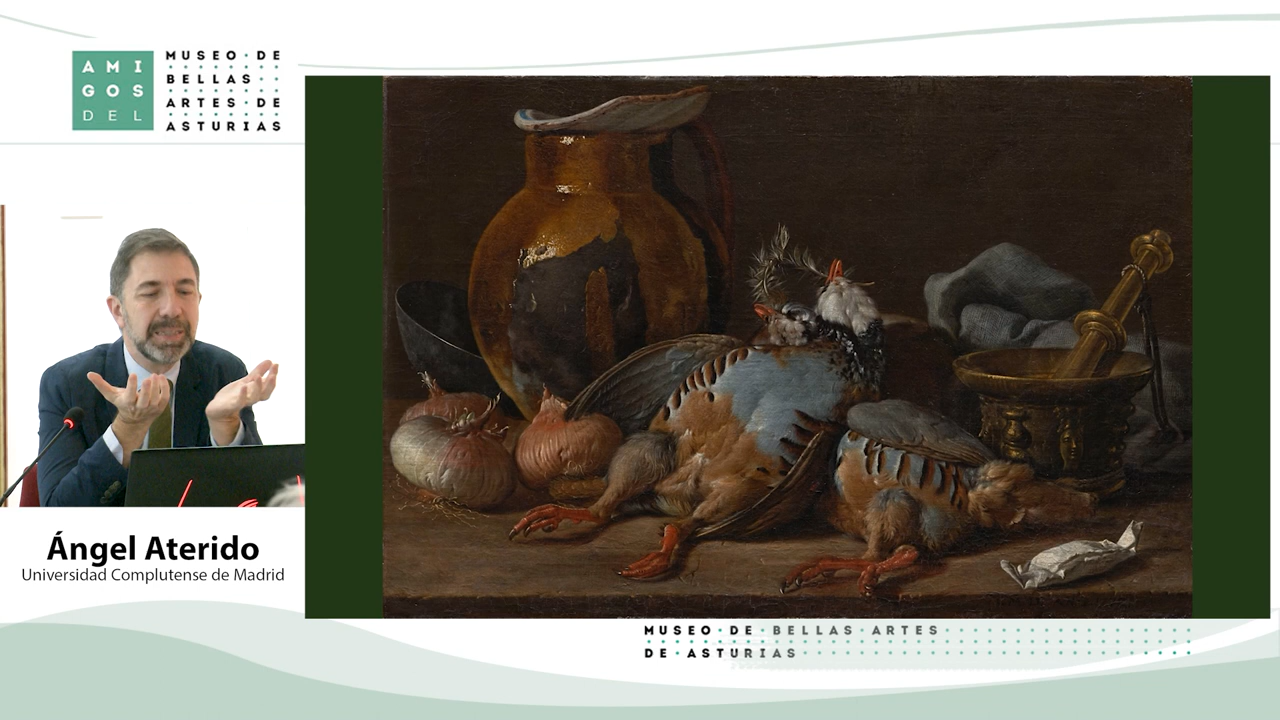 AMI
GOS
DEL
MUSEO·DE
BELLAS
ARTES·DE
ASTURIAS
Ángel Aterido
Universidad Complutense de Madrid
MUSEO·DE·BELLAS ARTES
DE·ASTURIAS